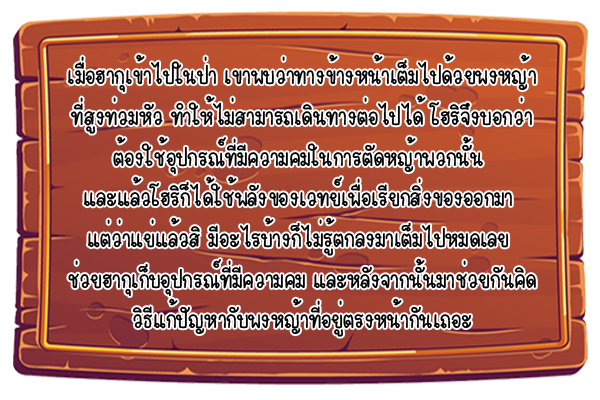 เมื่อฮากุเข้าไปในป่า เขาพบว่าทางข้างหน้าเต็มไปด้วยพงหญ้า
ที่สูงท่วมหัว ทำให้ไม่สามารถเดินทางต่อไปได้ โฮริจึงบอกว่า
ต้องใช้อุปกรณ์ที่มีความคมในการตัดหญ้าพวกนั้น
และแล้วโฮริก็ได้ใช้พลังของเวทย์เพื่อเรียกสิ่งของออกมา
แต่ว่าแย่แล้วสิ มีอะไรบ้างก็ไม่รู้ตกลงมาเต็มไปหมดเลย
ช่วยฮากุเก็บอุปกรณ์ที่มีความคม และหลังจากนั้นมาช่วยกันคิด
วิธีแก้ปัญหากับพงหญ้าที่อยู่ตรงหน้ากันเถอะ